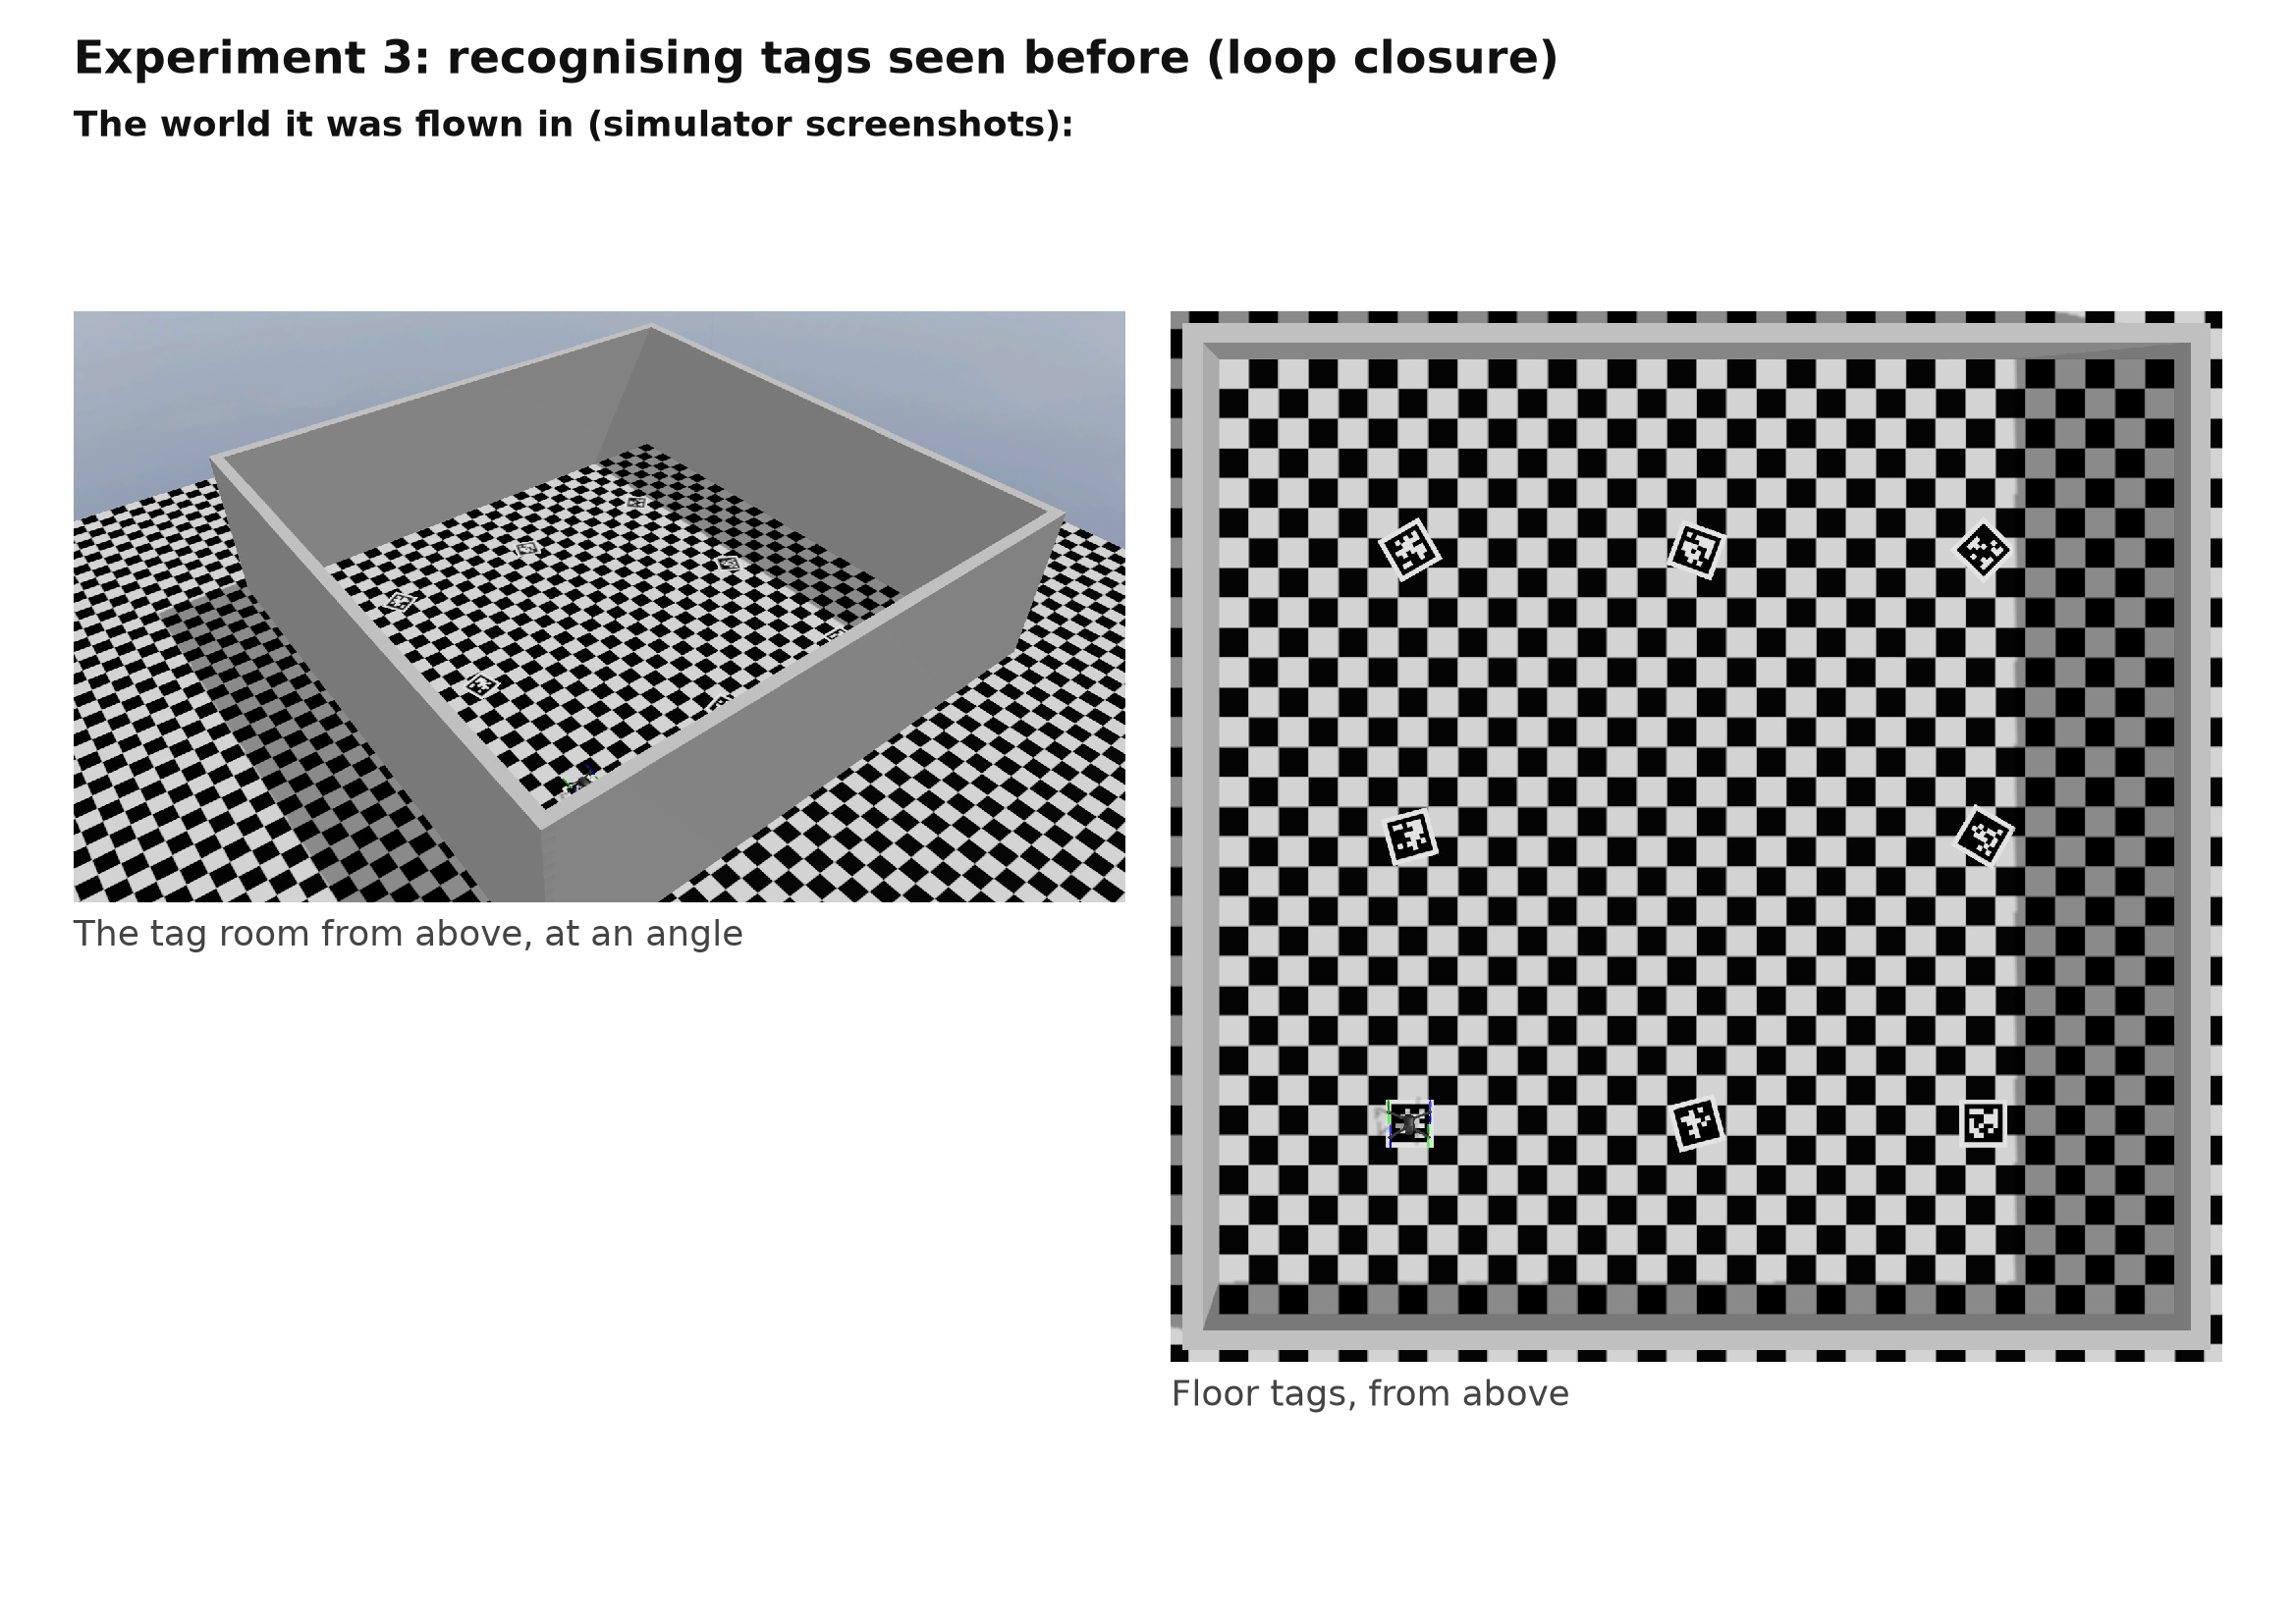 Experiment 3: recognising tags seen before (loop closure)
The world it was flown in (simulator screenshots):
The tag room from above, at an angle
Floor tags, from above